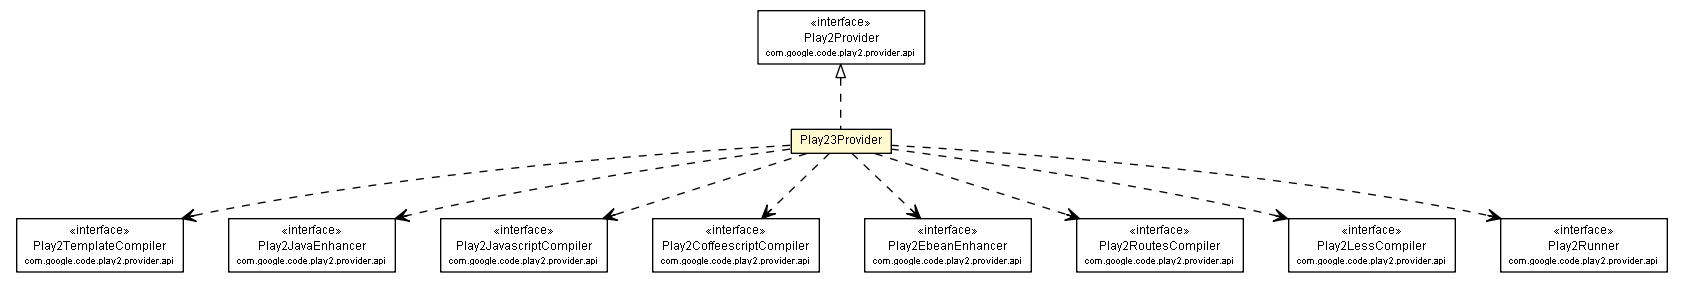 «interface»
Play2Provider
com.google.code.play2.provider.api
Play23Provider
«interface»
Play2TemplateCompiler
com.google.code.play2.provider.api
«interface»
Play2JavaEnhancer
com.google.code.play2.provider.api
«interface»
Play2JavascriptCompiler
com.google.code.play2.provider.api
«interface»
Play2CoffeescriptCompiler
com.google.code.play2.provider.api
«interface»
Play2EbeanEnhancer
com.google.code.play2.provider.api
«interface»
Play2RoutesCompiler
com.google.code.play2.provider.api
«interface»
Play2LessCompiler
com.google.code.play2.provider.api
«interface»
Play2Runner
com.google.code.play2.provider.api